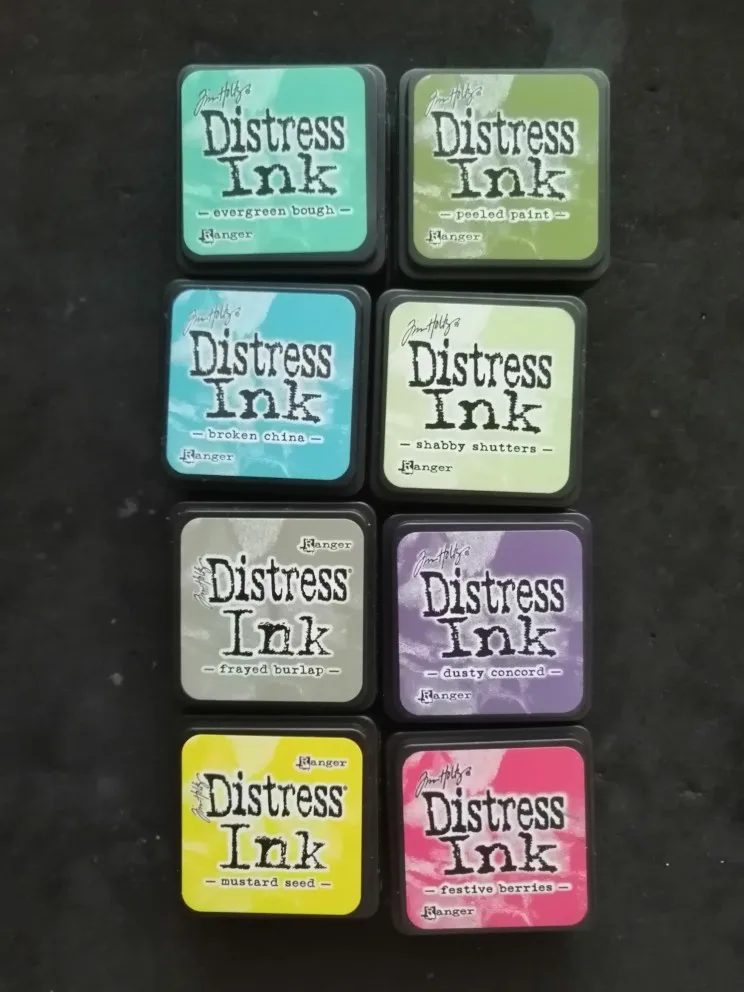 Tim Holtz®
Distress
Ink
— evergreen bough —
Ranger
Tim Holtz®
Distress
Ink
— peeled paint —
Ranger
Tim Holtz®
Distress
Ink
— broken china —
Ranger
Tim Holtz®
Distress
Ink
— shabby shutters —
Ranger
Ranger
Tim Holtz
Distress®
Ink
— frayed burlap —
Tim Holtz®
Distress
Ink
— dusty concord —
Ranger
Ranger
Tim Holtz
Distress®
Ink
— mustard seed —
Tim Holtz®
Distress
Ink
— festive berries —
Ranger